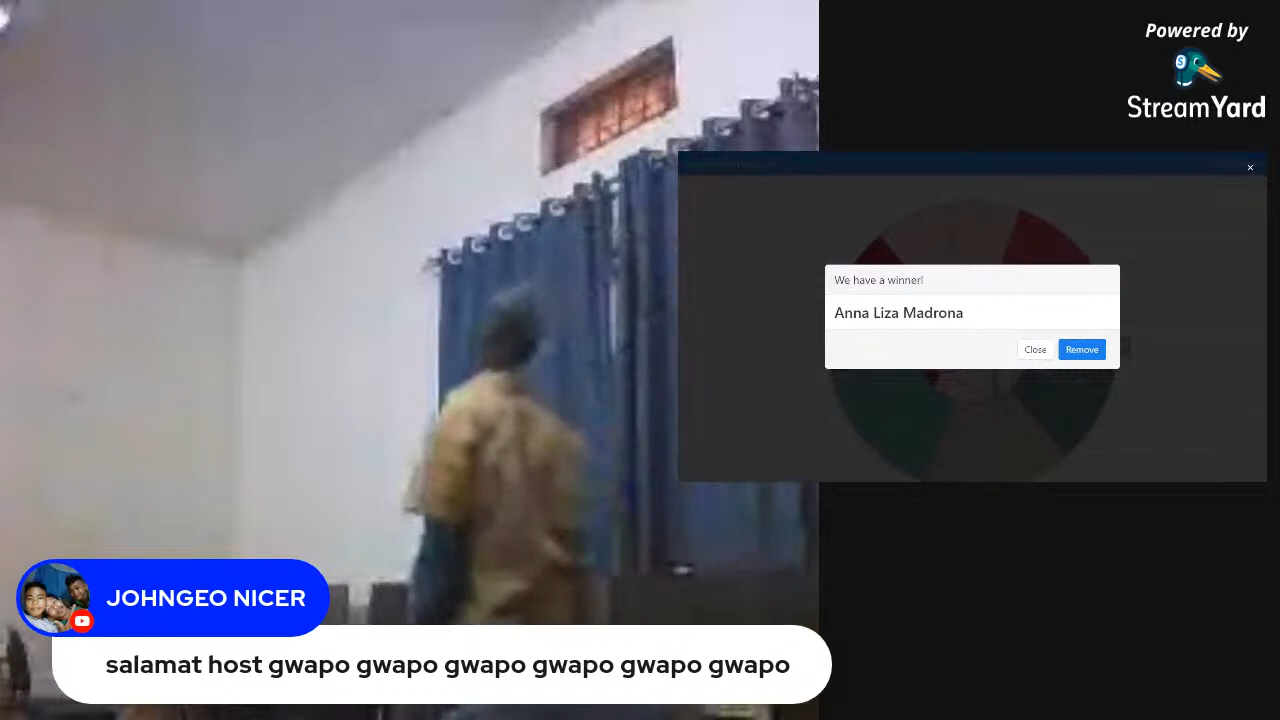 Powered by
StreamYard
We have a winner!
Anna Liza Madrona
Close
Remove
JOHNGEO NICER
salamat host gwapo gwapo gwapo gwapo gwapo gwapo